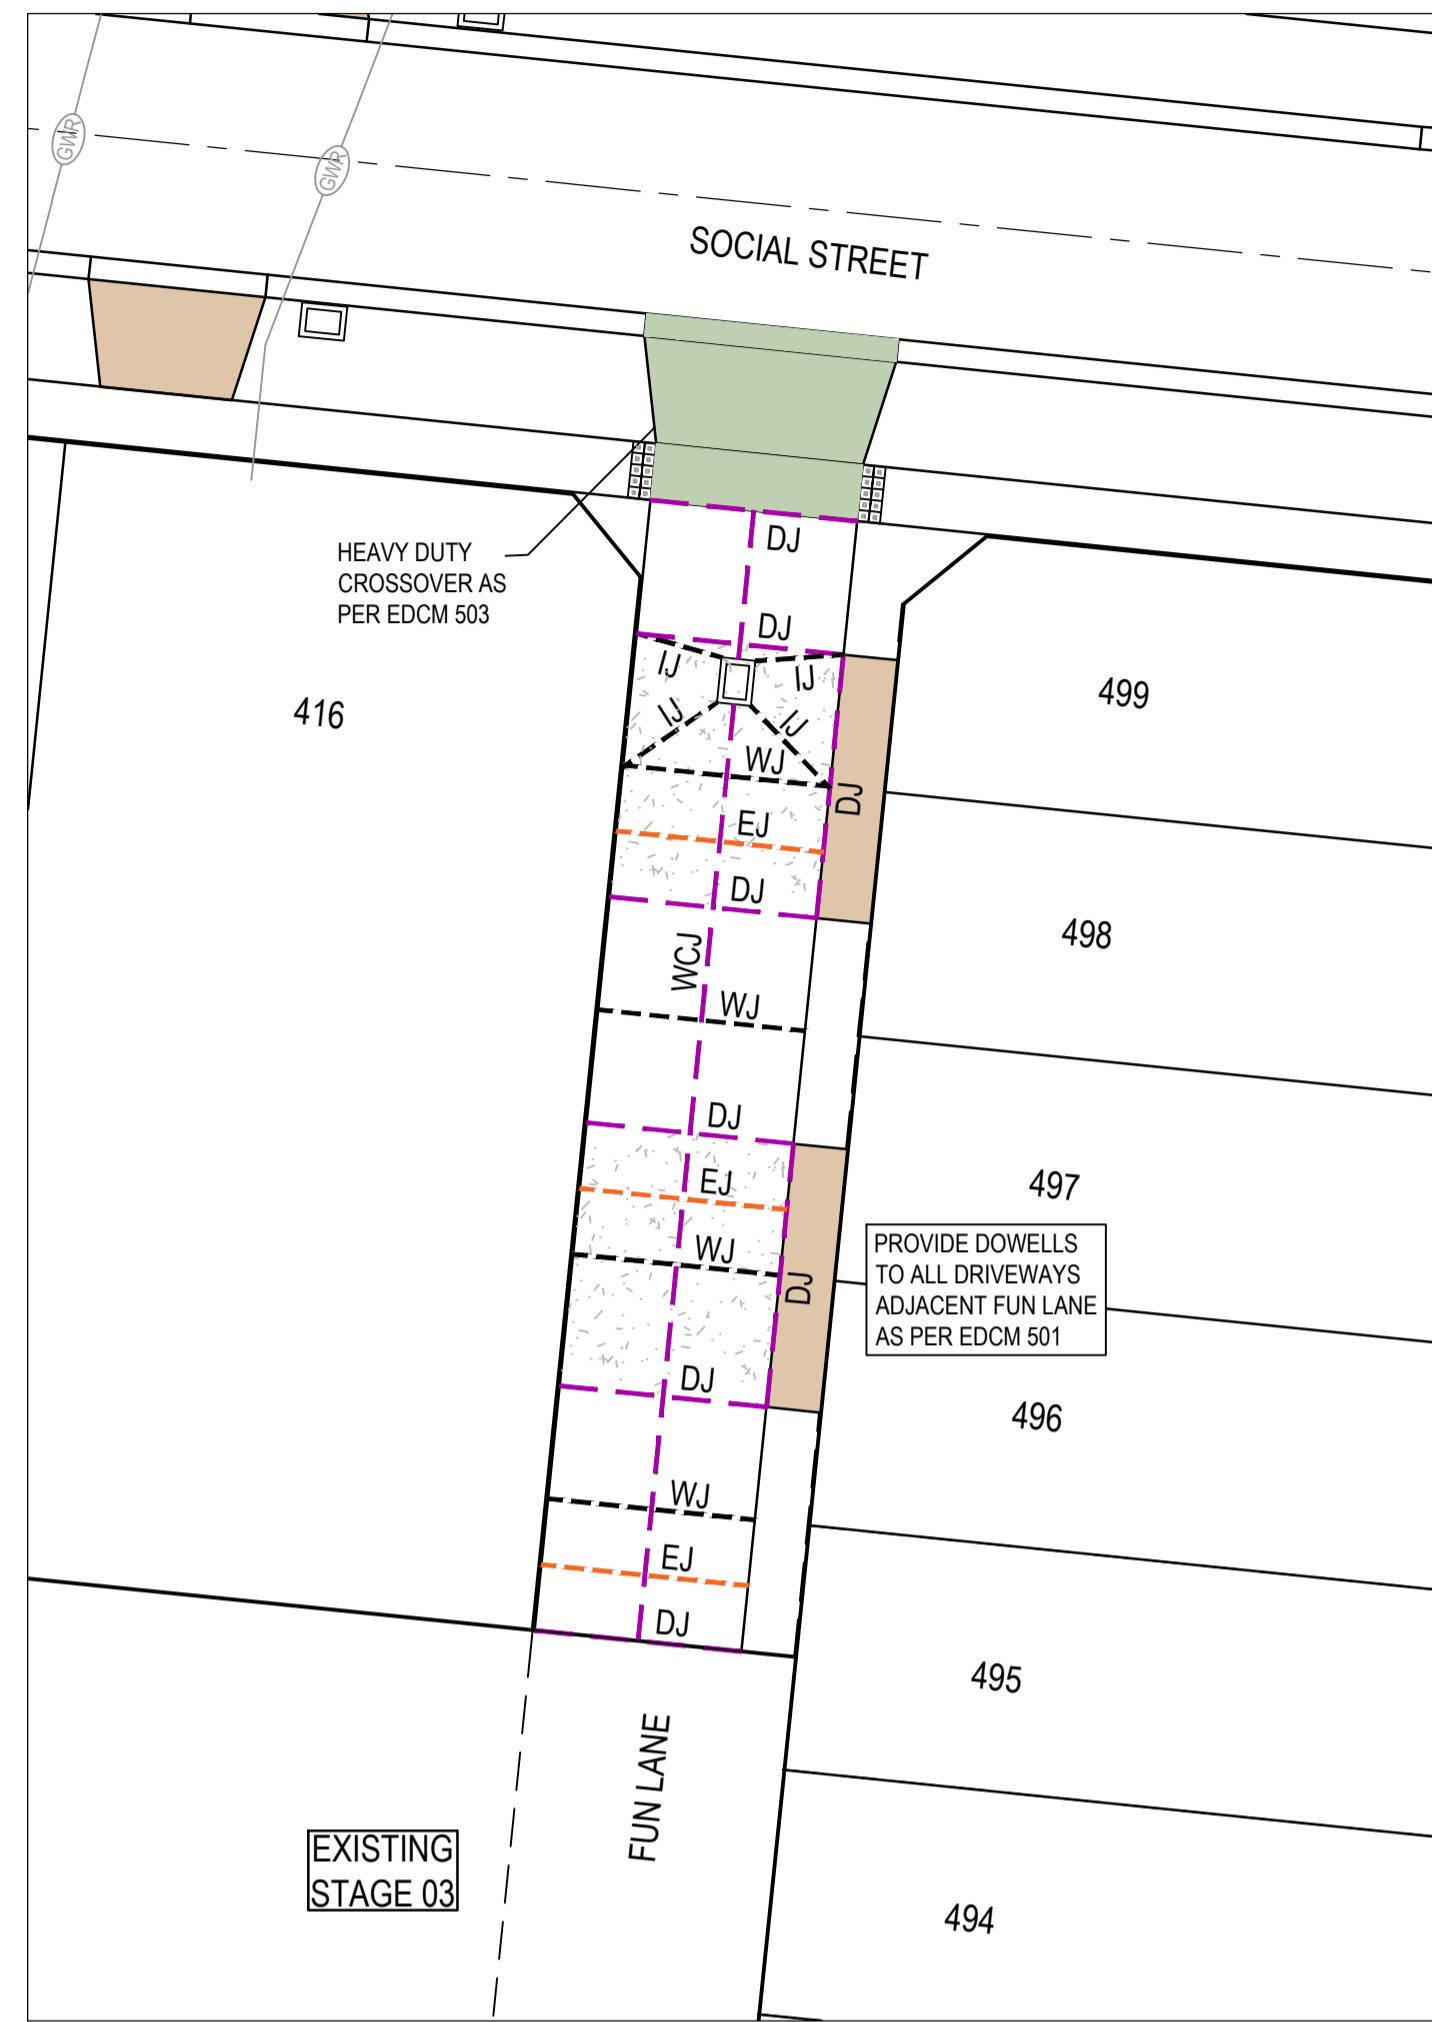 GWR
GWR
SOCIAL STREET
DJ
HEAVY DUTY
CROSSOVER AS
PER EDCM 503
DJ
IJ
IJ
499
416
IJ
IJ
WJ
DJ
EJ
DJ
498
WCJ
WJ
DJ
EJ
497
WJ
PROVIDE DOWELLS
TO ALL DRIVEWAYS
ADJACENT FUN LANE
AS PER EDCM 501
DJ
DJ
496
WJ
EJ
DJ
495
FUN LANE
EXISTING
STAGE 03
494